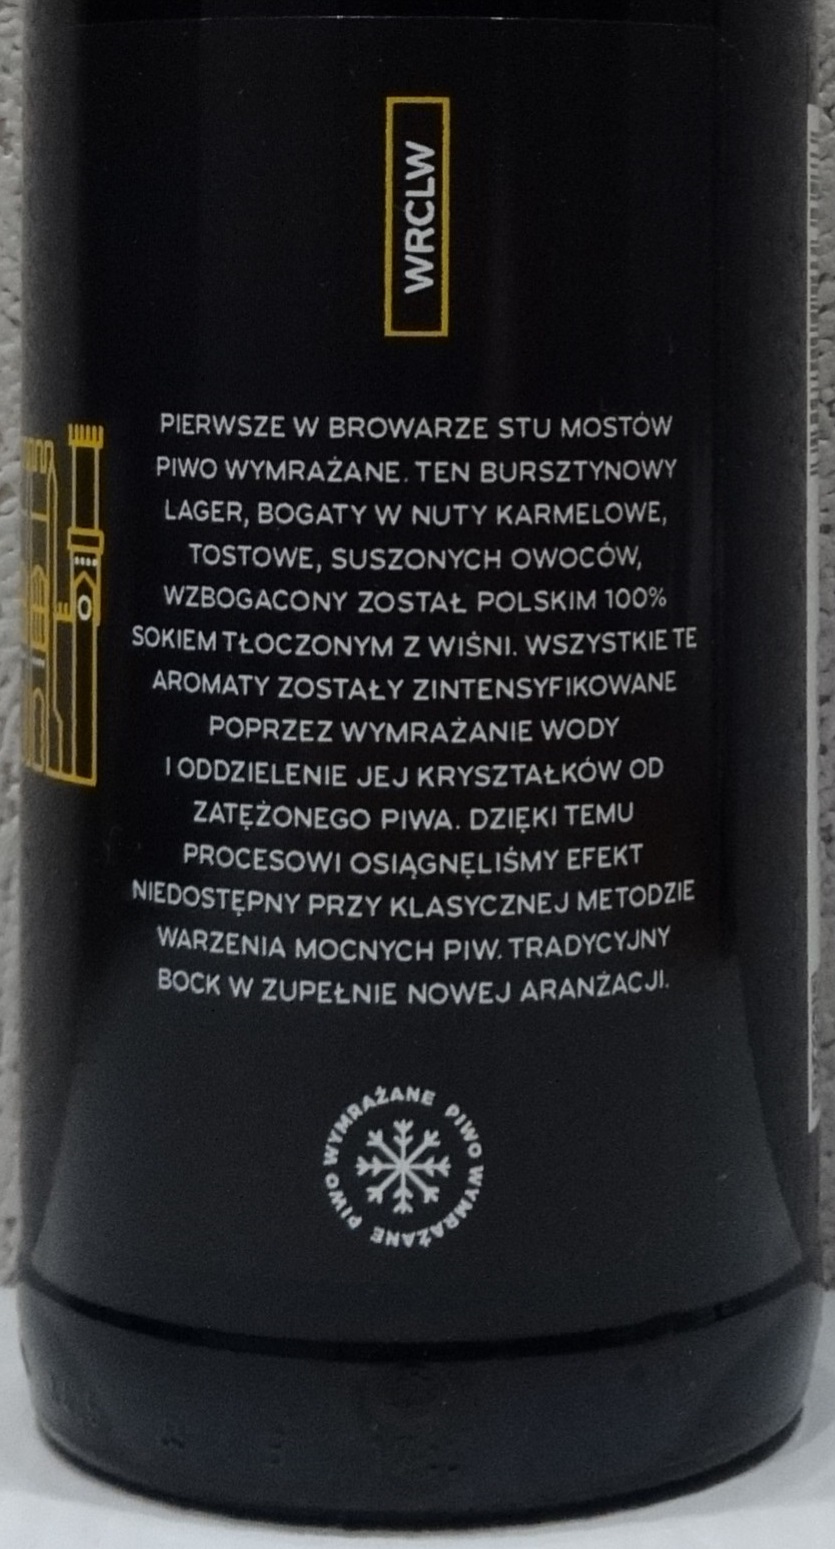 WRCLW
PIERWSZE W BROWARZE STU MOSTÓW
PIWO WYMRAŻANE. TEN BURSZTYNOWY
LAGER, BOGATY W NUTY KARMELOWE,
TOSTOWE, SUSZONYCH OWOCÓW,
WZBOGACONY ZOSTAŁ POLSKIM 100%
SOKIEM TŁOCZONYM Z WIŚNI. WSZYSTKIE TE
AROMATY ZOSTAŁY ZINTENSYFIKOWANE
POPRZEZ WYMRAŻANIE WODY
I ODDZIELENIE JEJ KRYSZTAŁKÓW OD
ZATĘŻONEGO PIWA. DZIĘKI TEMU
PROCESOWI OSIĄGNĘLIŚMY EFEKT
NIEDOSTĘPNY PRZY KLASYCZNEJ METODZIE
WARZENIA MOCNYCH PIW. TRADYCYJNY
BOCK W ZUPEŁNIE NOWEJ ARANŻACJI.
PIWO WYMRAŻANE PIWO WYMRAŻANE